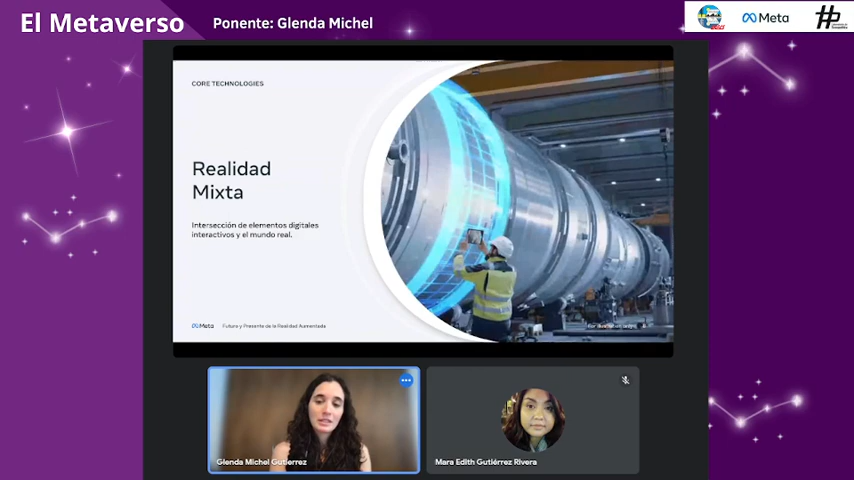 El Metaverso
Ponente: Glenda Michel
Meta
CORE TECHNOLOGIES
Realidad
Mixta
Intersección de elementos digitales
interactivos y el mundo real.
Meta Futuro y Presente de la Realidad Aumentada
Glenda Michel Gutierrez
Mara Edith Gutiérrez Rivera